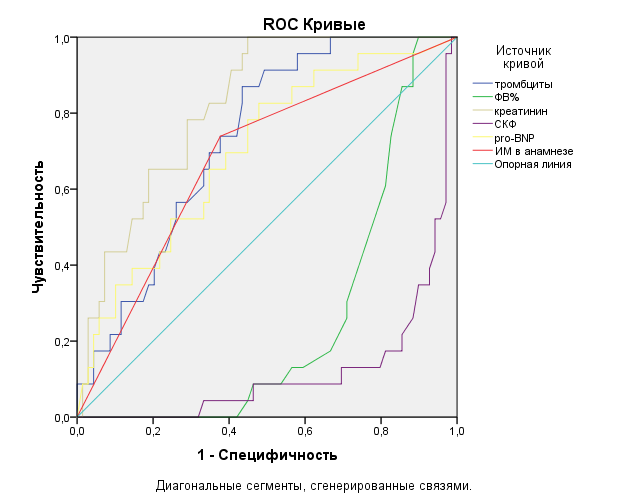 ROC Кривые
Источник
кривой
тромбциты
ФВ%
креатинин
СКФ
pro-BNP
ИМ в анамнезе
Опорная линия
Чувствительность
1,0
0,8
0,6
0,4
0,2
0,0
0,0 0,2 0,4 0,6 0,8 1,0
1 - Специфичность
Диагональные сегменты, сгенерированные связями.